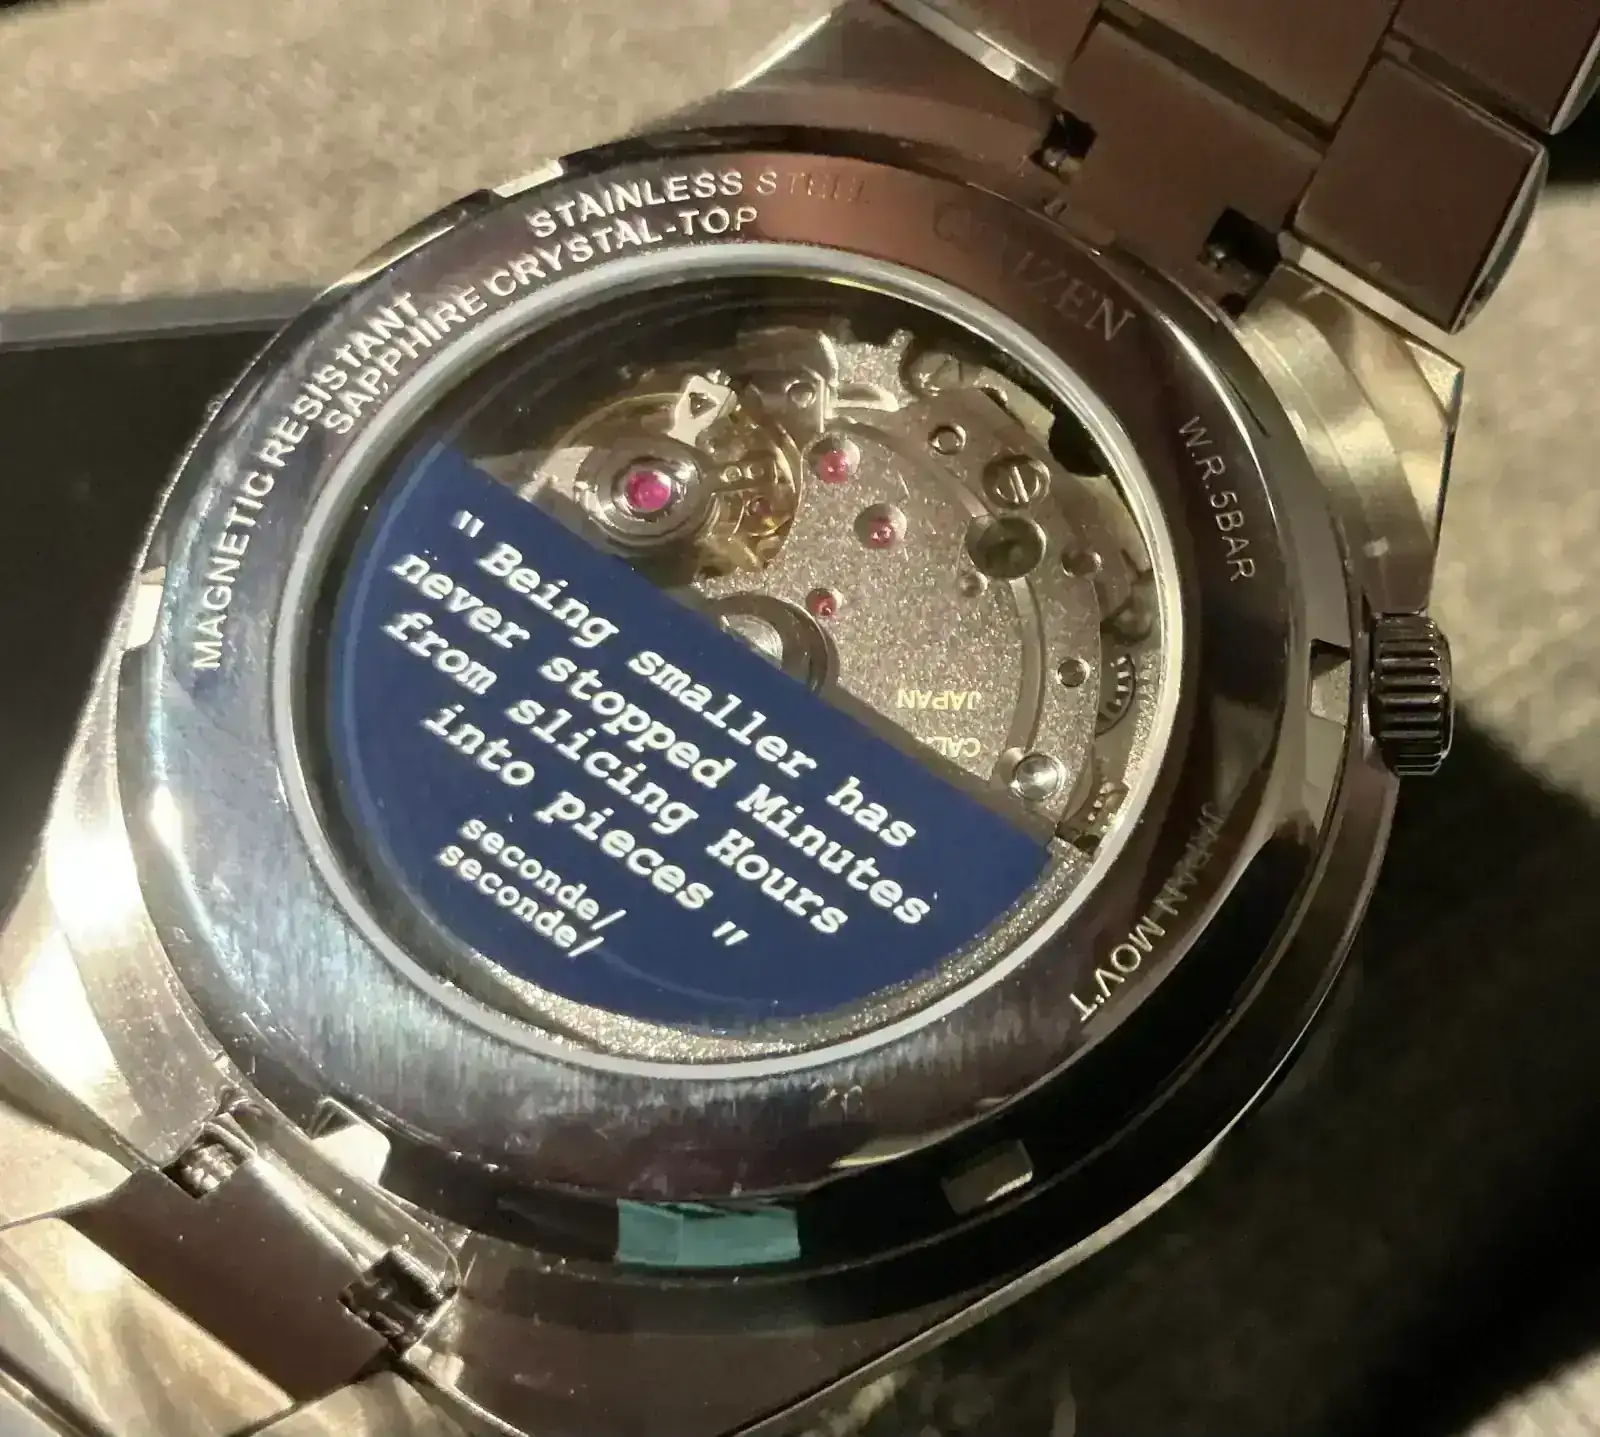 STAINLESS STEEL
CITIZEN
MAGNETIC RESISTANT
SAPPHIRE CRYSTAL-TOP
W.R.5BAR
JAPAN MOV'T
JAPAN
" Being smaller has
never stopped Minutes
from slicing Hours
into pieces "
seconde/
seconde/